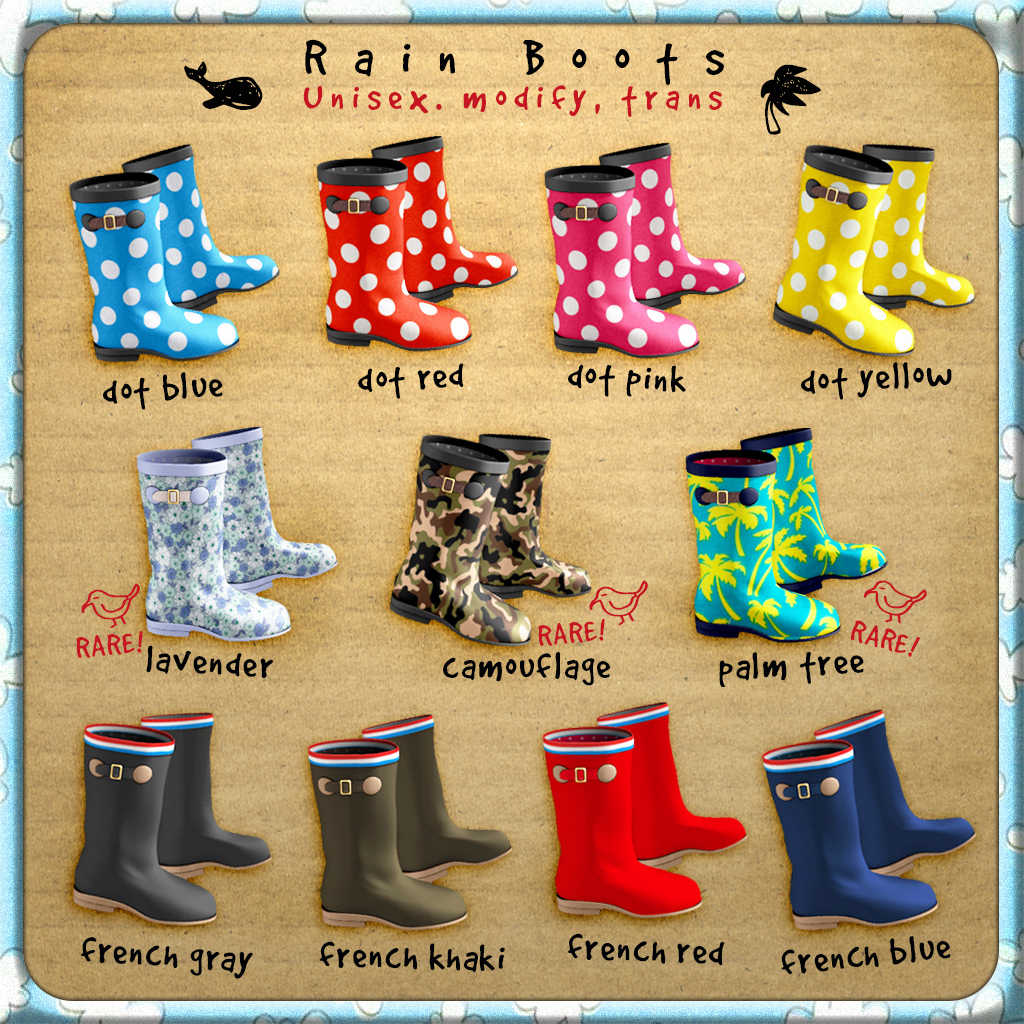 Rain Boots
Unisex. modify, trans
dot blue
dot red
dot pink
dot yellow
RARE!
lavender
RARE!
camouflage
RARE!
palm tree
french gray
french khaki
french red
french blue